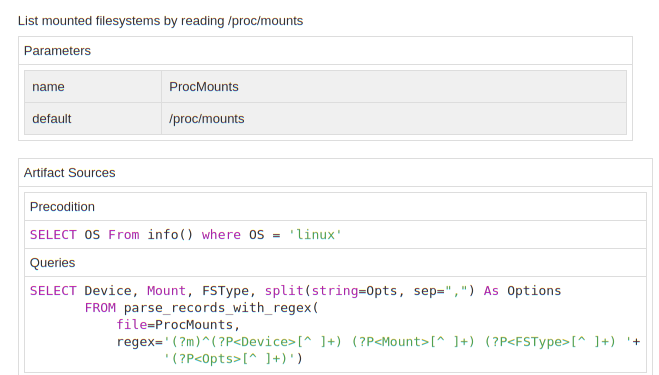 List mounted filesystems by reading /proc/mounts
Parameters
name ProcMounts
default /proc/mounts
Artifact Sources
Precodition
SELECT OS From info() where OS = 'linux'
Queries
SELECT Device, Mount, FSType, split(string=Opts, sep=",") As Options
FROM parse_records_with_regex(
file=ProcMounts,
regex='(?m)^(?P<Device>[^ ]+) (?P<Mount>[^ ]+) (?P<FSType>[^ ]+) '+
'(?P<Opts>[^ ]+)')